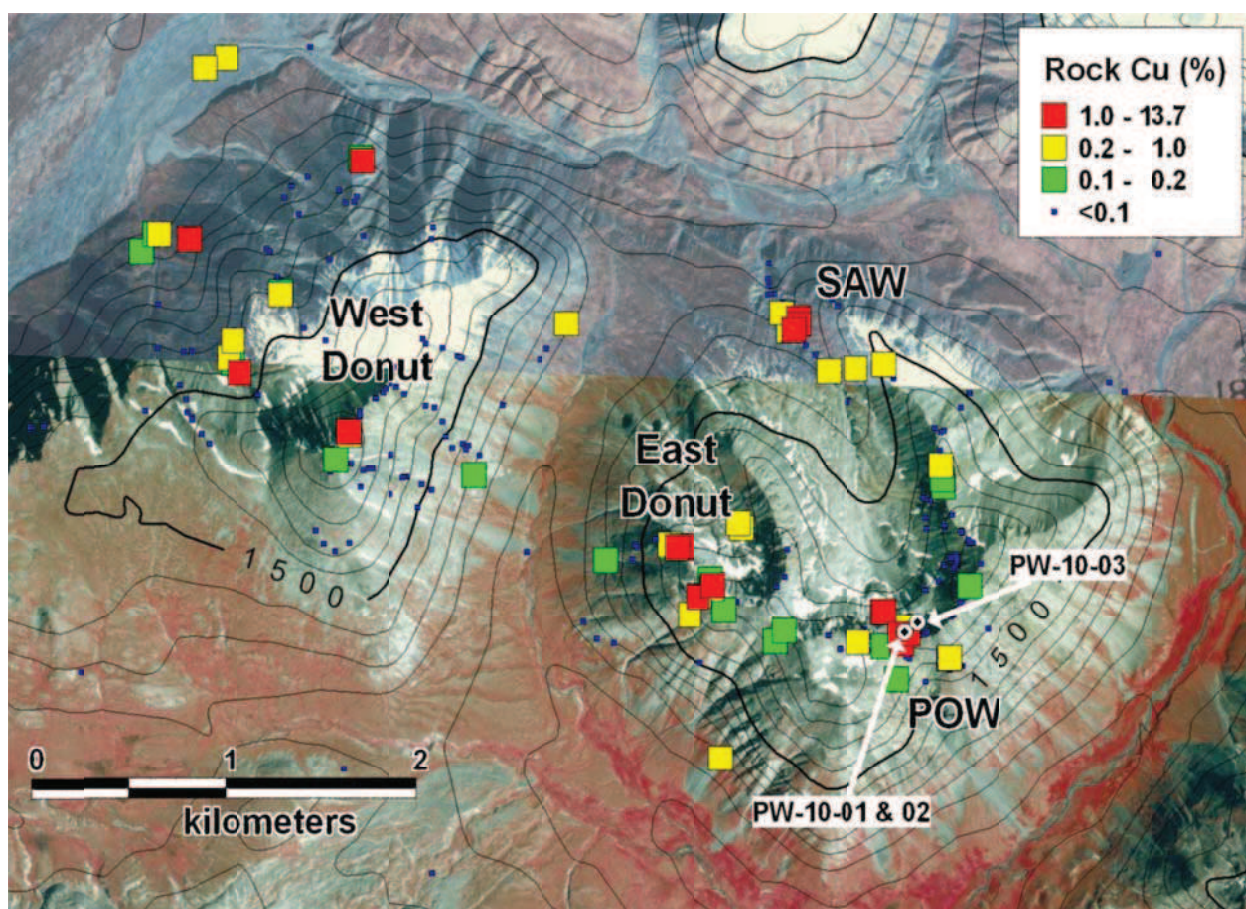 Rock Cu (%)
1.0 - 13.7
0.2 - 1.0
0.1 - 0.2
<0.1
SAW
West
Donut
East
Donut
PW-10-03
1500
1500
POW
0 1 2
kilometers
PW-10-01 & 02